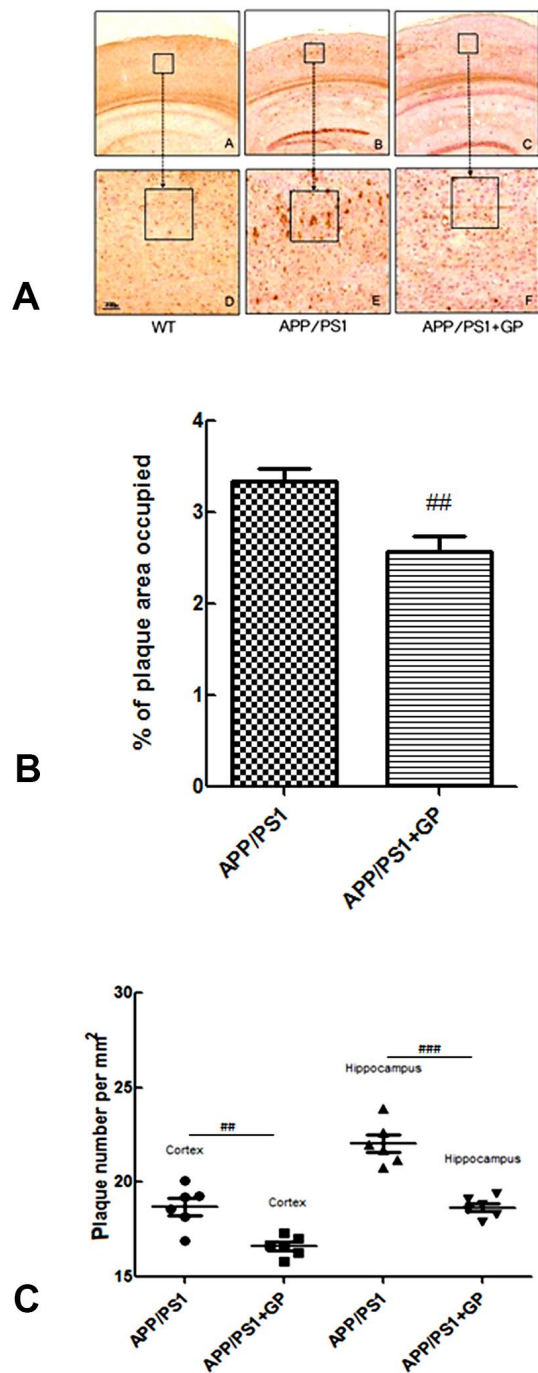 A
B
C
D
E
F
A
WT
APP/PS1
APP/PS1+GP
% of plaque area occupied
4
3
2
1
0
##
B
APP/PS1
APP/PS1+GP
Plaque number per mm²
30
25
20
15
Cortex
##
Cortex
Hippocampus
###
Hippocampus
C
APP/PS1
APP/PS1+GP
APP/PS1
APP/PS1+GP